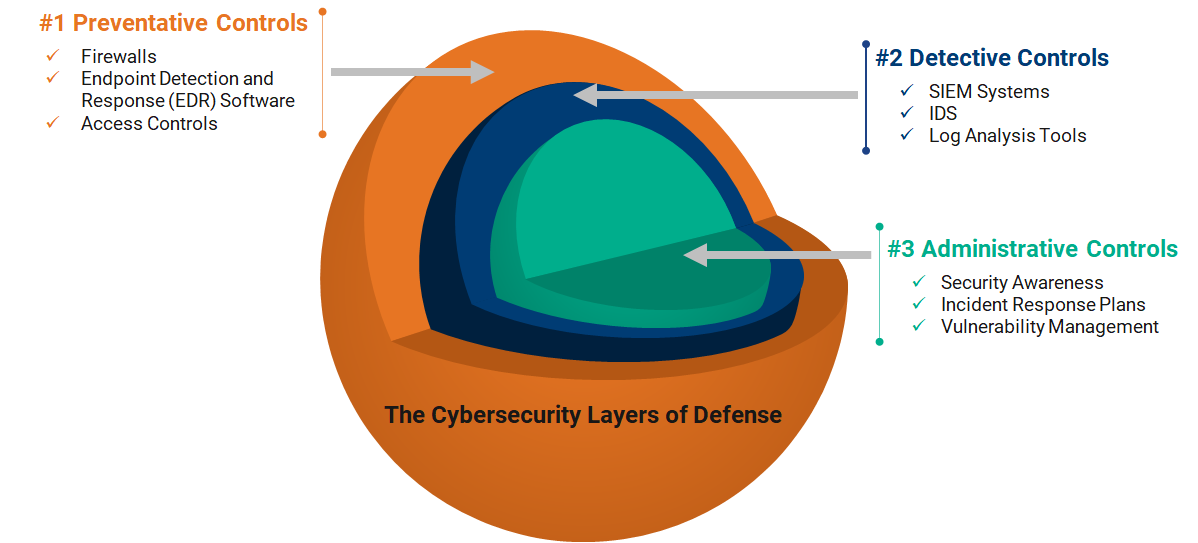 #1 Preventative Controls
✓ Firewalls
✓ Endpoint Detection and
Response (EDR) Software
✓ Access Controls
#2 Detective Controls
✓ SIEM Systems
✓ IDS
✓ Log Analysis Tools
#3 Administrative Controls
✓ Security Awareness
✓ Incident Response Plans
✓ Vulnerability Management
The Cybersecurity Layers of Defense